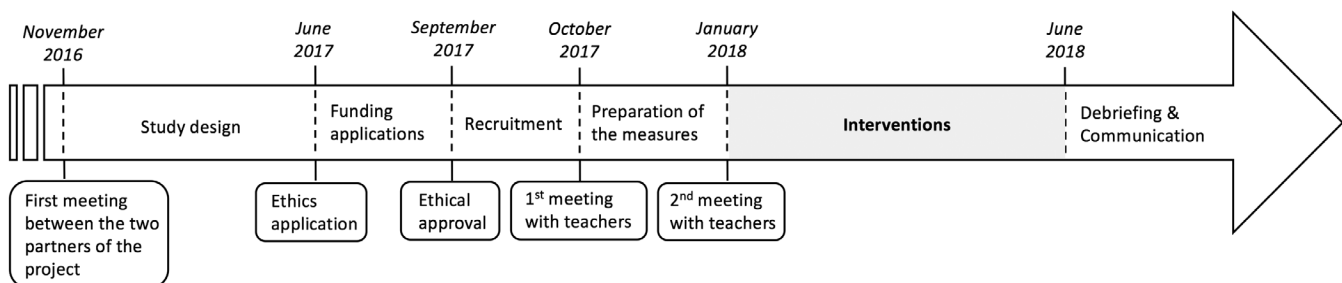 November
2016
June
2017
September
2017
October
2017
January
2018
June
2018
Study design
Funding
applications
Recruitment
Preparation of
the measures
Interventions
Debriefing &
Communication
First meeting
between the two
partners of the
project
Ethics
application
Ethical
approval
1st meeting
with teachers
2nd meeting
with teachers